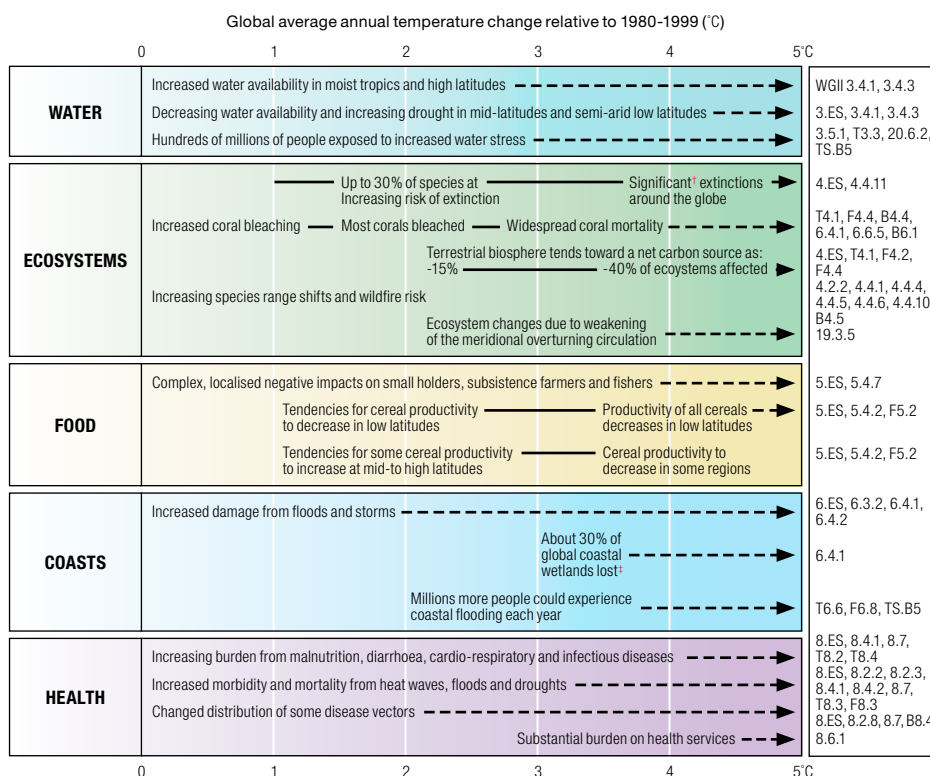 Global average annual temperature change relative to 1980-1999 (˚C)
0 1 2 3 4 5˚C
WATER
Increased water availability in moist tropics and high latitudes
Decreasing water availability and increasing drought in mid-latitudes and semi-arid low latitudes
Hundreds of millions of people exposed to increased water stress
WGII 3.4.1, 3.4.3
3.ES, 3.4.1, 3.4.3
3.5.1, T3.3, 20.6.2,
TS.B5
ECOSYSTEMS
Up to 30% of species at
Increasing risk of extinction
Significant† extinctions
around the globe
Increased coral bleaching
Most corals bleached
Widespread coral mortality
Terrestrial biosphere tends toward a net carbon source as:
-15%
-40% of ecoystems affected
Increasing species range shifts and wildfire risk
Ecosystem changes due to weakening
of the meridional overturning circulation
4.ES, 4.4.11
T4.1, F4.4, B4.4,
6.4.1, 6.6.5, B6.1
4.ES, T4.1, F4.2,
F4.4
4.2.2, 4.4.1, 4.4.4,
4.4.5, 4.4.6, 4.4.10,
B4.5
19.3.5
FOOD
Complex, localised negative impacts on small holders, subsistence farmers and fishers
Tendencies for cereal productivity
to decrease in low latitudes
Productivity of all cereals
decreases in low latitudes
Tendencies for some cereal productivity
to increase at mid-to high latitudes
Cereal productivity to
decrease in some regions
5.ES, 5.4.7
5.ES, 5.4.2, F5.2
5.ES, 5.4.2, F5.2
COASTS
Increased damage from floods and storms
About 30% of
global coastal
wetlands lost‡
Millions more people could experience
coastal flooding each year
6.ES, 6.3.2, 6.4.1,
6.4.2
6.4.1
T6.6, F6.8, TS.B5
HEALTH
Increasing burden from malnutrition, diarrhoea, cardio-respiratory and infectious diseases
Increased morbidity and mortality from heat waves, floods and droughts
Changed distribution of some disease vectors
Substantial burden on health services
8.ES, 8.4.1, 8.7,
T8.2, T8.4
8.ES, 8.2.2, 8.2.3,
8.4.1, 8.4.2, 8.7,
T8.3, F8.3
8.ES, 8.2.8, 8.7, B8.4
8.6.1
0 1 2 3 4 5˚C